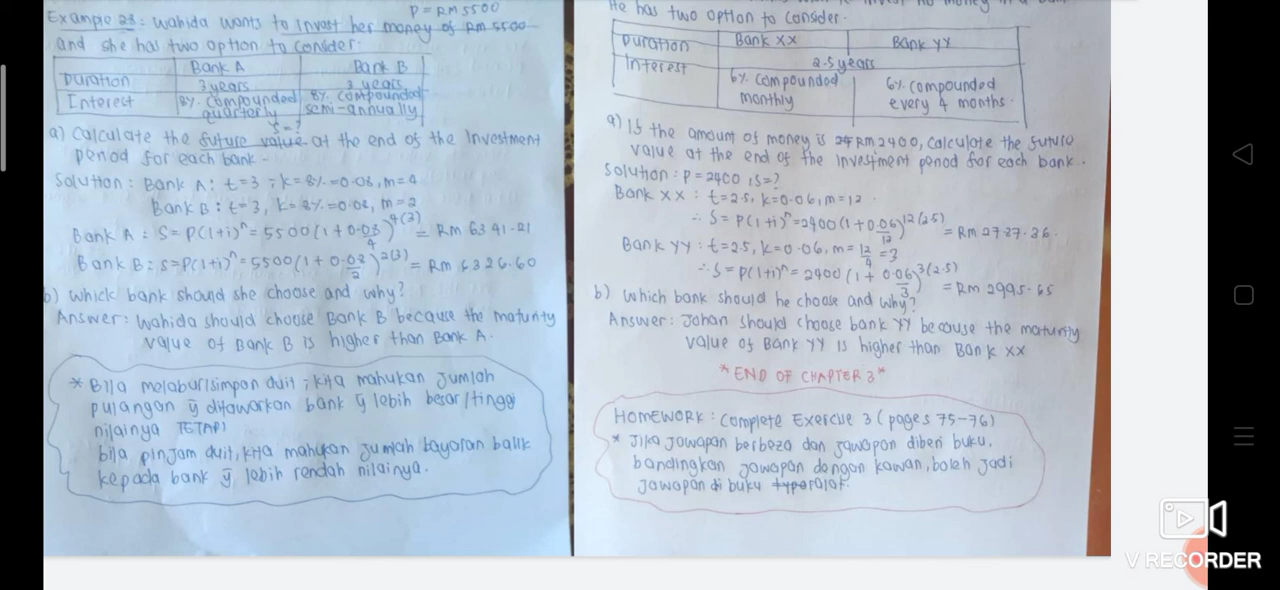 P = RM 5500
Example 28: Wahida wants to invest her money of RM 5500
and she has two option to consider.
Bank A Bank B
Duration 3 years 3 years
Interest 8% compounded quarterly 8% compounded semi-annually
S = ?
a) Calculate the future value at the end of the investment
period for each bank.
Solution: Bank A: t=3, k=8%=0.08, m=4
Bank B: t=3, k=8%=0.08, m=2
Bank A: S=P(1+i)^n=5500(1+0.08/4)^4(3) = RM 6341.21
Bank B: S=P(1+i)^n=5500(1+0.08/2)^2(3) = RM 6326.60
b) Which bank should she choose and why?
Answer: Wahida should choose Bank B because the maturity
value of Bank B is higher than Bank A.
* Bila melabur/simpan duit, kita mahukan jumlah
pulangan ÿ ditawarkan bank ÿ lebih besar/tinggi
nilainya TETAPI
bila pinjam duit, kita mahukan jumlah bayaran balik
kepada bank ÿ lebih rendah nilainya.
He has two option to consider.
Bank XX Bank YY
Duration 2.5 years
Interest 6% compounded monthly 6% compounded every 4 months.
a) If the amount of money is RM 2400, calculate the future
value at the end of the investment period for each bank.
Solution: P=2400, S=?
Bank XX: t=2.5, k=0.06, m=12
∴ S=P(1+i)^n=2400(1+0.06/12)^12(2.5) = RM 2787.36
Bank YY: t=2.5, k=0.06, m=12/4=3
∴ S=P(1+i)^n=2400(1+0.06/3)^3(2.5) = RM 2995.65
b) Which bank should he choose and why?
Answer: Johan should choose bank YY because the maturity
value of Bank YY is higher than Bank XX
*END OF CHAPTER 3*
HOMEWORK: Complete Exercise 3 (pages 75-76)
* Jika jawapan berbeza dan jawapan diberi buku,
bandingkan jawapan dengan kawan, boleh jadi
jawapan di buku
V RECORDER